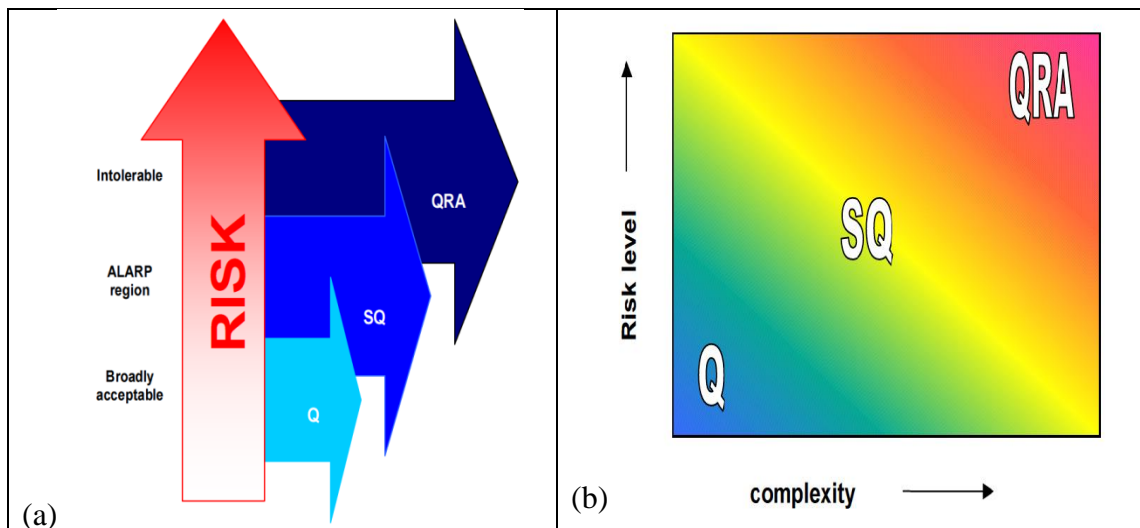 Intolerable
ALARP
region
Broadly
acceptable
RISK
QRA
SQ
Q
(a)
Risk level
QRA
SQ
Q
complexity
(b)